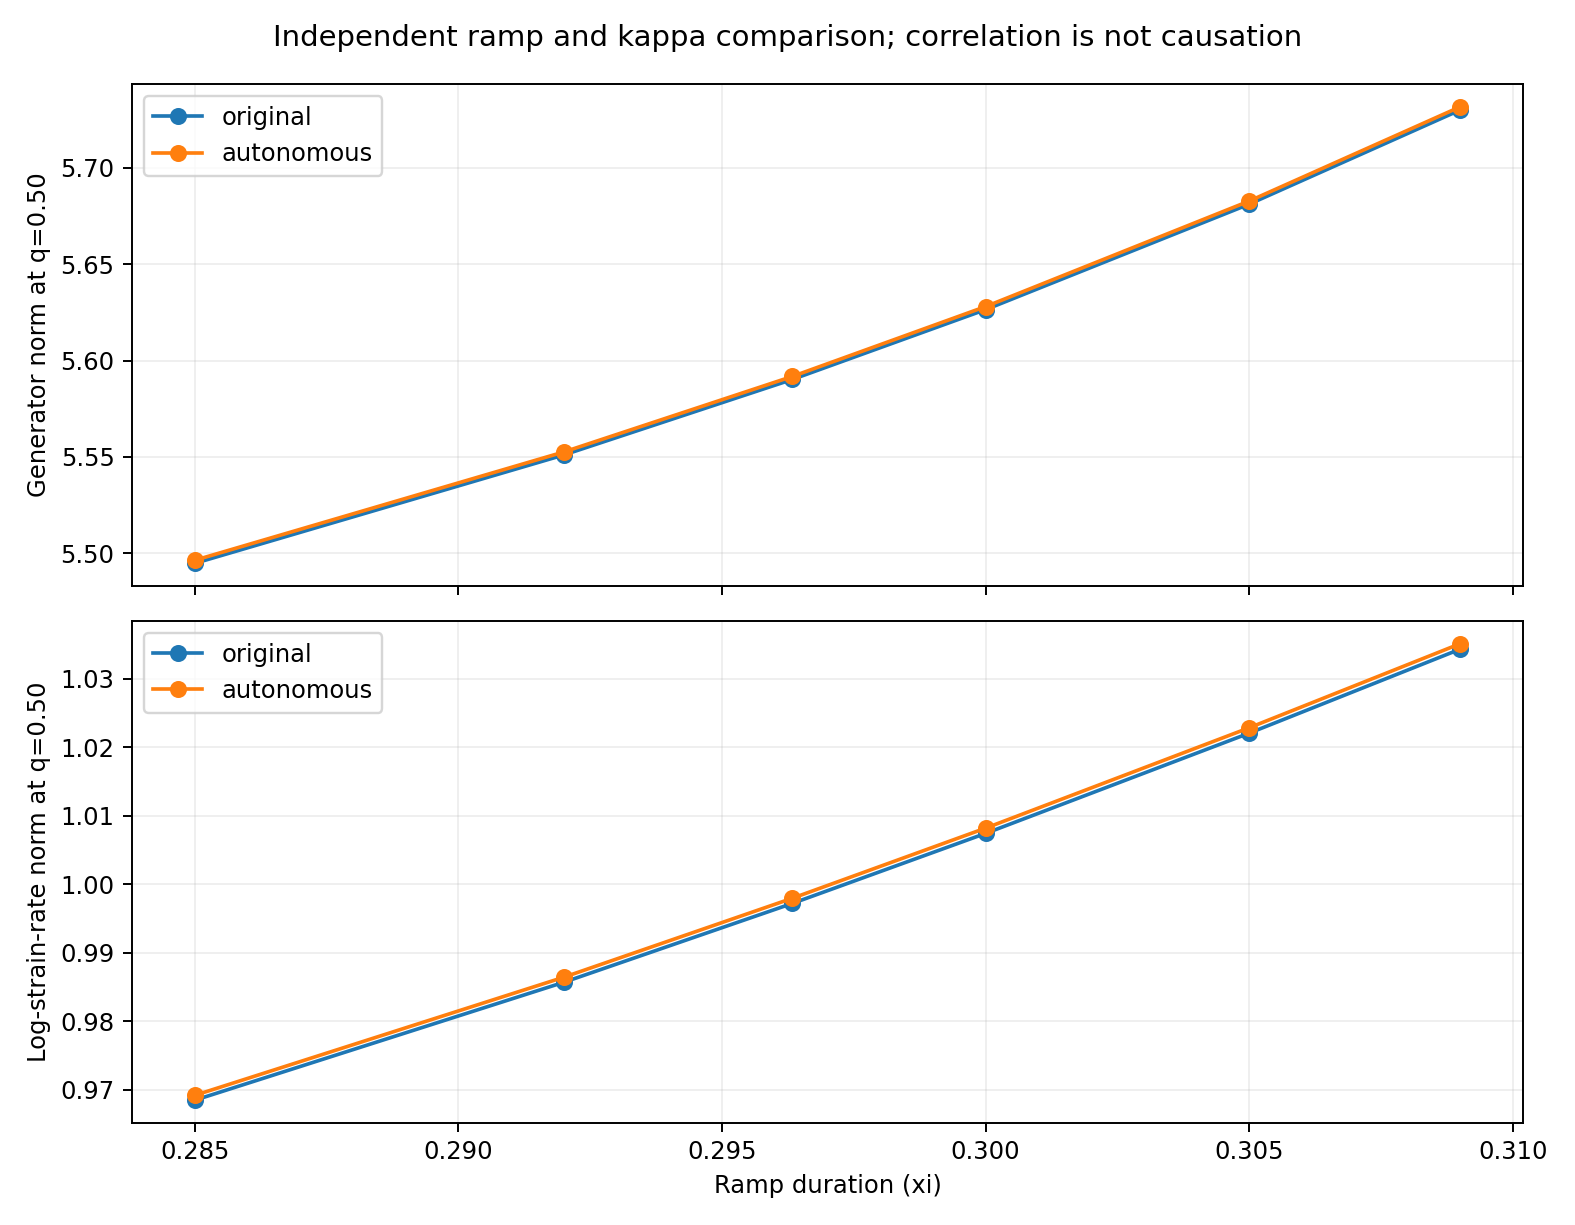 Independent ramp and kappa comparison; correlation is not causation
original
autonomous
Generator norm at q=0.50
5.70
5.65
5.60
5.55
5.50
original
autonomous
Log-strain-rate norm at q=0.50
1.03
1.02
1.01
1.00
0.99
0.98
0.97
0.285 0.290 0.295 0.300 0.305 0.310
Ramp duration (xi)